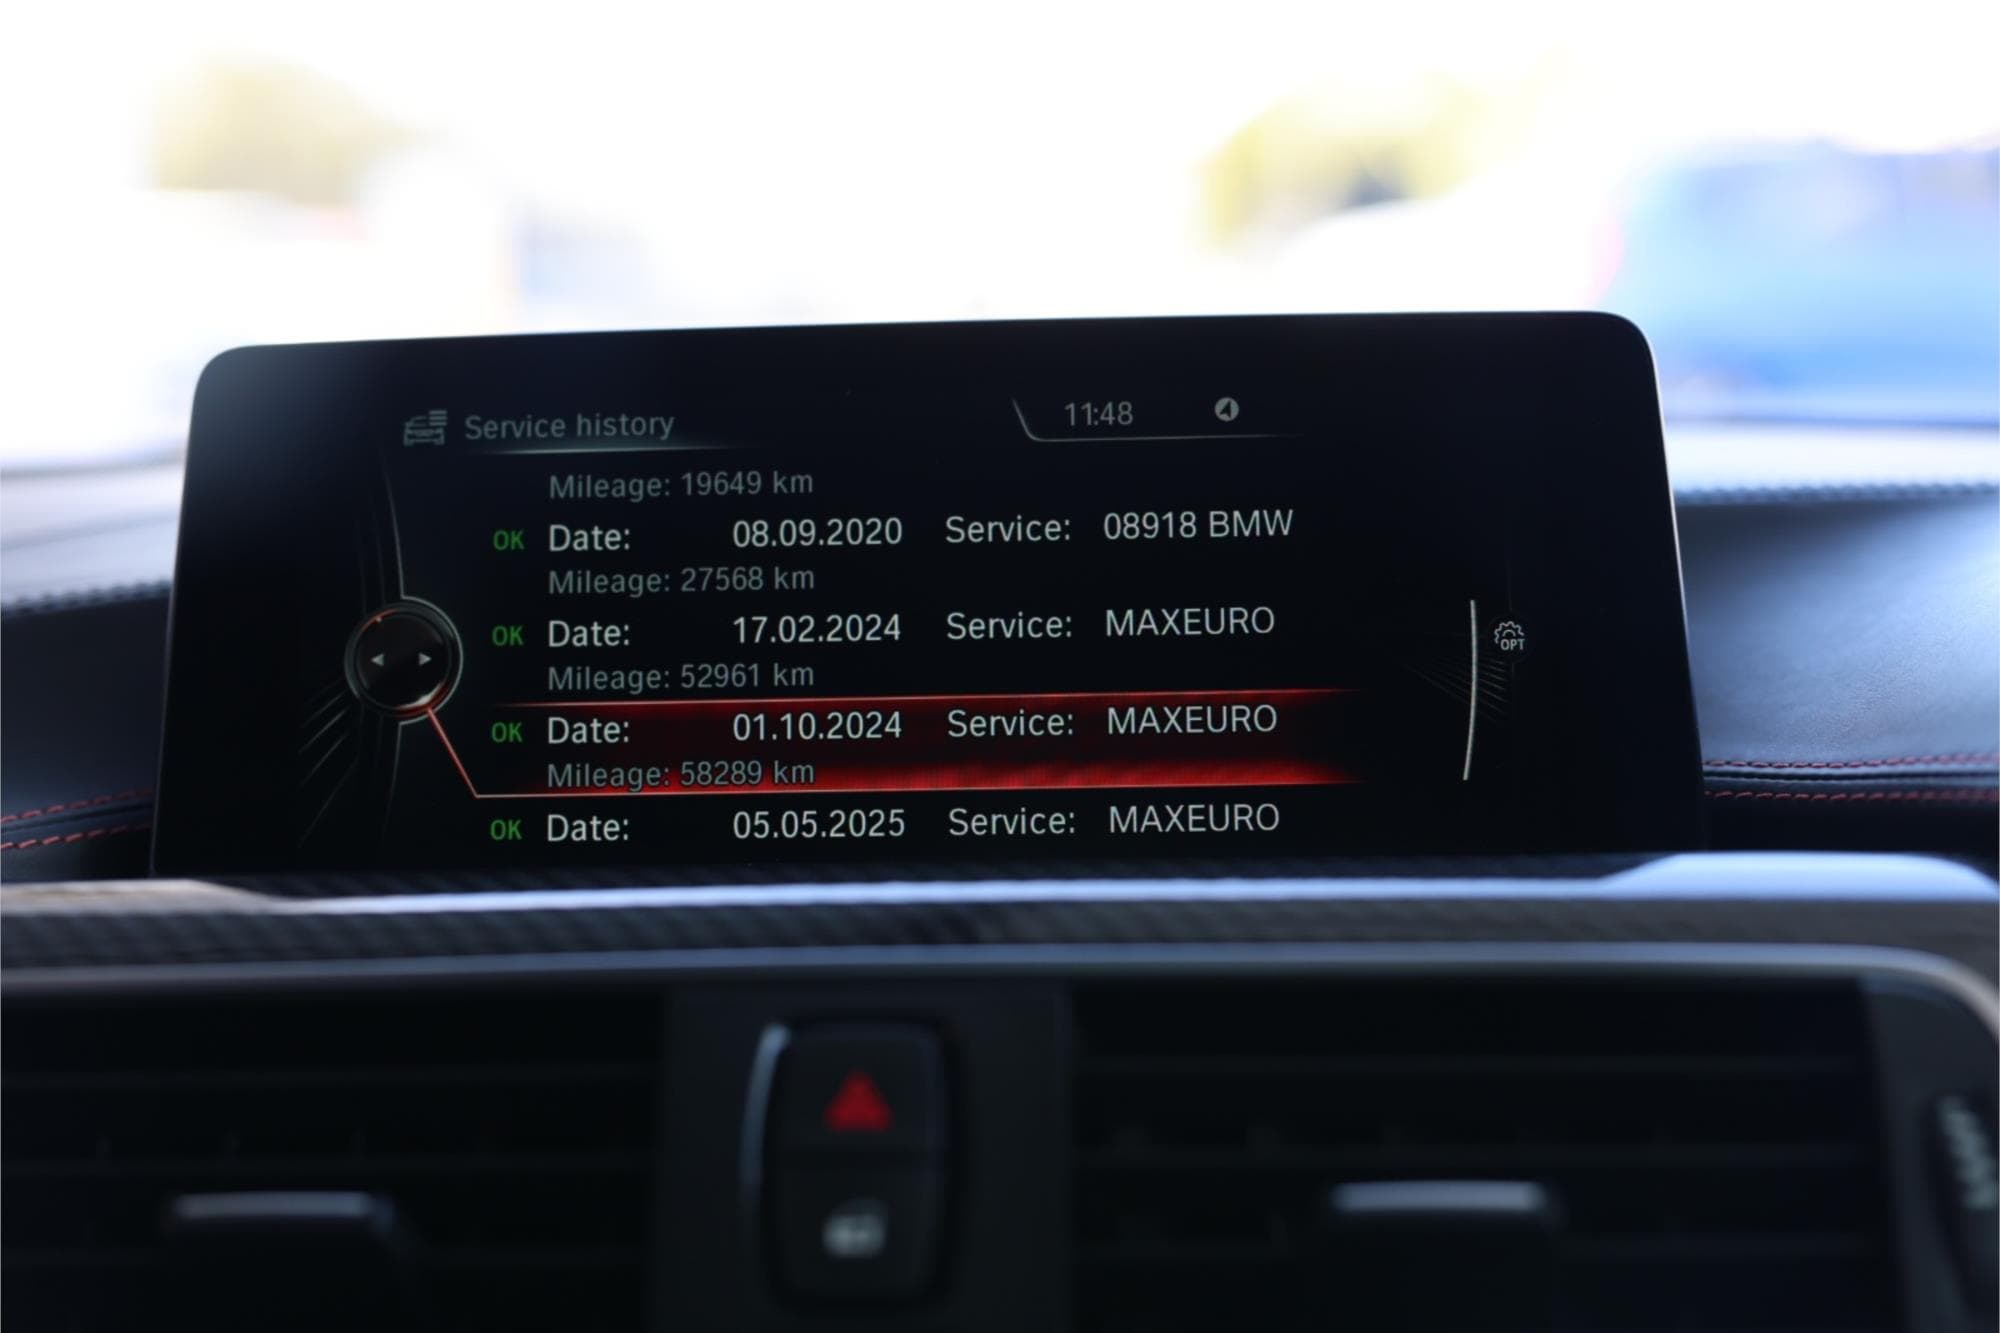 Service history 11:48
Mileage: 19649 km
OK Date: 08.09.2020 Service: 08918 BMW
Mileage: 27568 km
OK Date: 17.02.2024 Service: MAXEURO
Mileage: 52961 km
OPT
OK Date: 01.10.2024 Service: MAXEURO
Mileage: 58289 km
OK Date: 05.05.2025 Service: MAXEURO